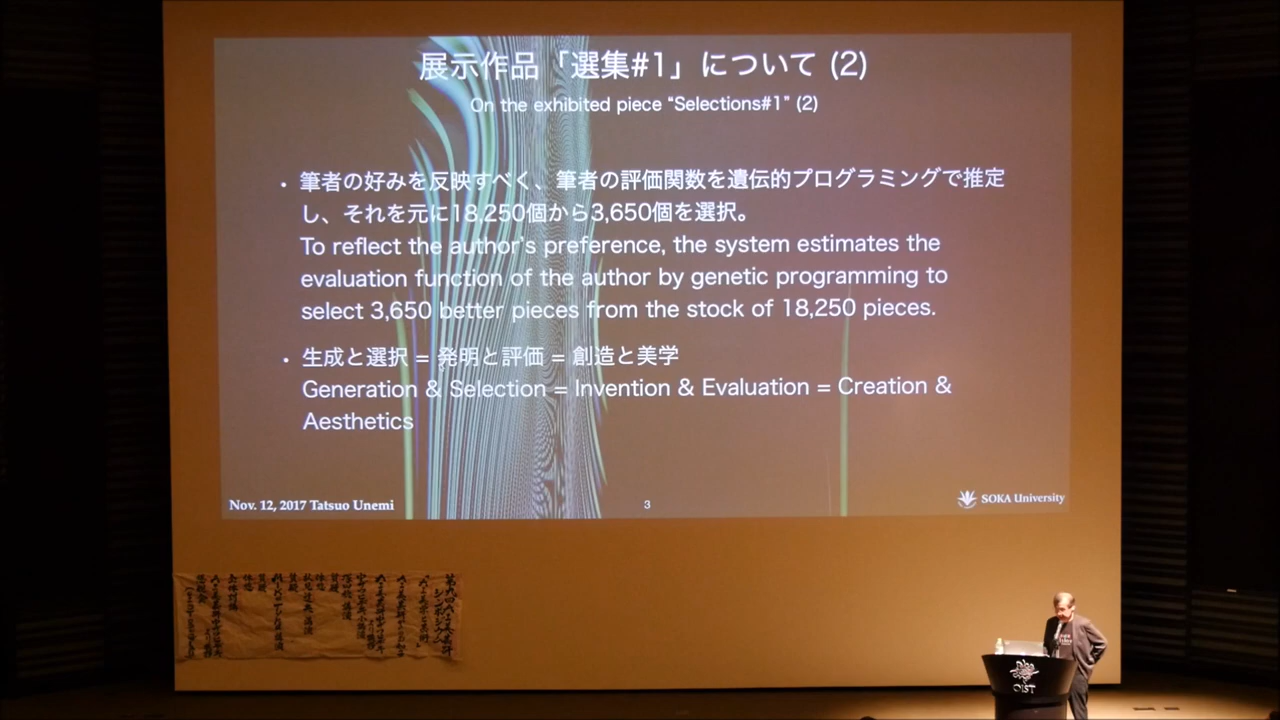 展示作品「選集#1」について (2)
On the exhibited piece “Selections#1” (2)
• 筆者の好みを反映すべく、筆者の評価関数を遺伝的プログラミングで推定
し、それを元に18,250個から3,650個を選択。
To reflect the author’s preference, the system estimates the
evaluation function of the author by genetic programming to
select 3,650 better pieces from the stock of 18,250 pieces.
• 生成と選択 = 発明と評価 = 創造と美学
Generation & Selection = Invention & Evaluation = Creation &
Aesthetics
Nov. 12, 2017 Tatsuo Unemi
3
SOKA University
OIST